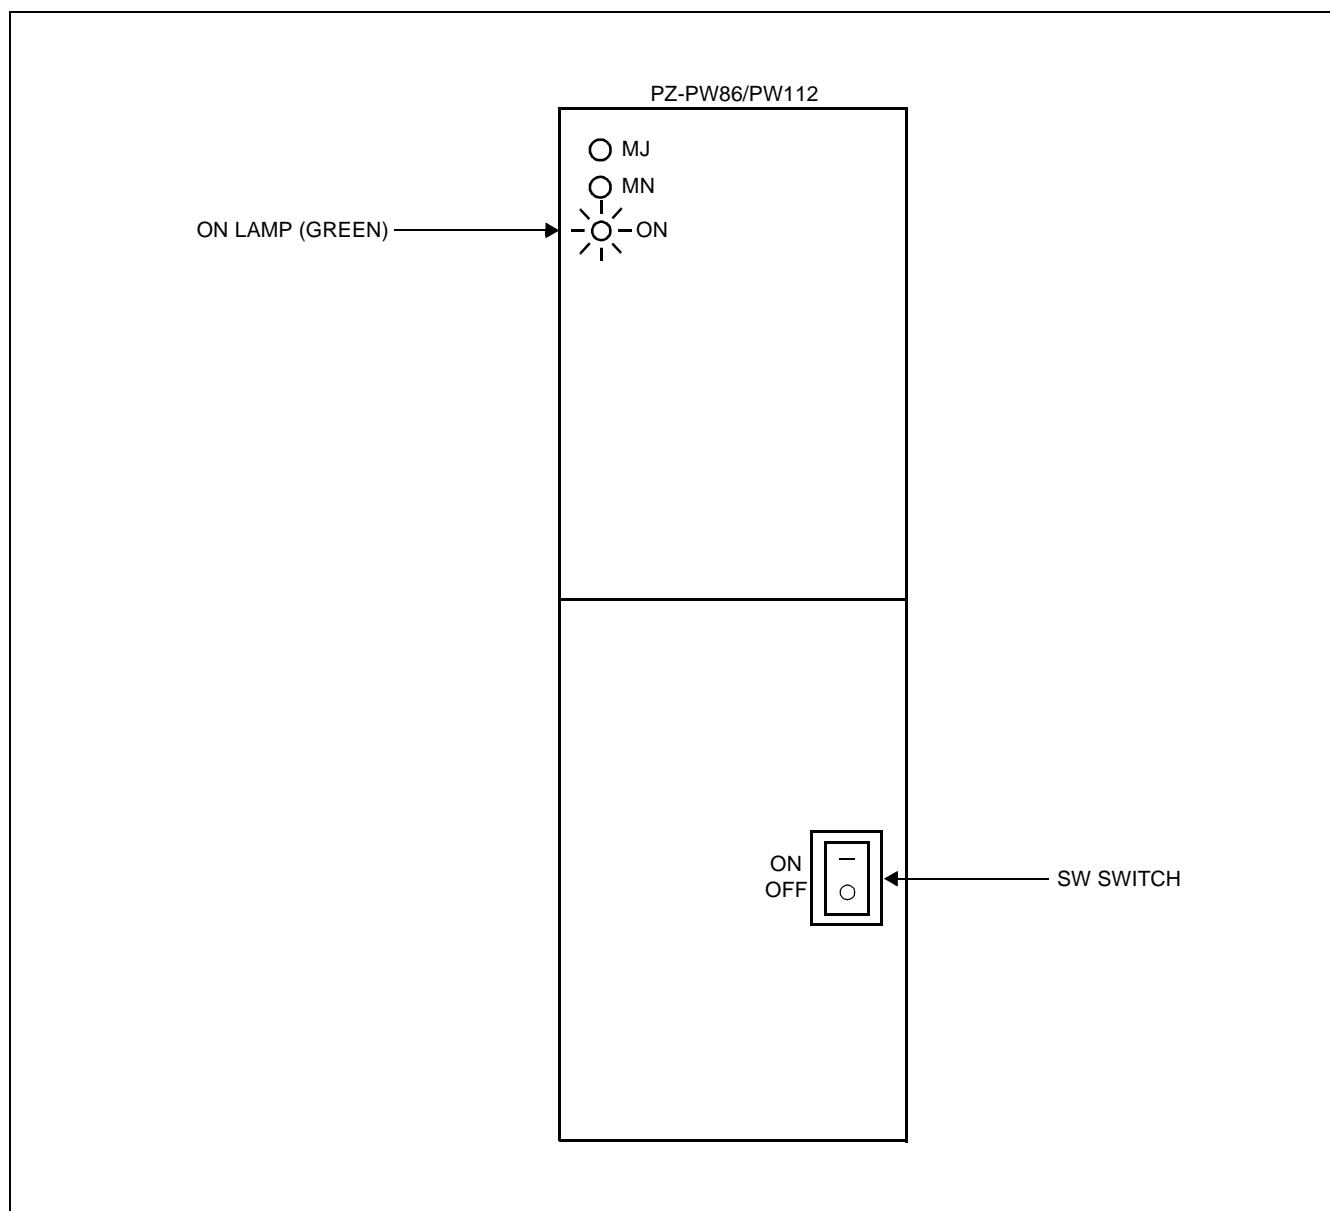 PZ-PW86/PW112
MJ
MN
ON LAMP (GREEN)
ON
ON
OFF
SW SWITCH